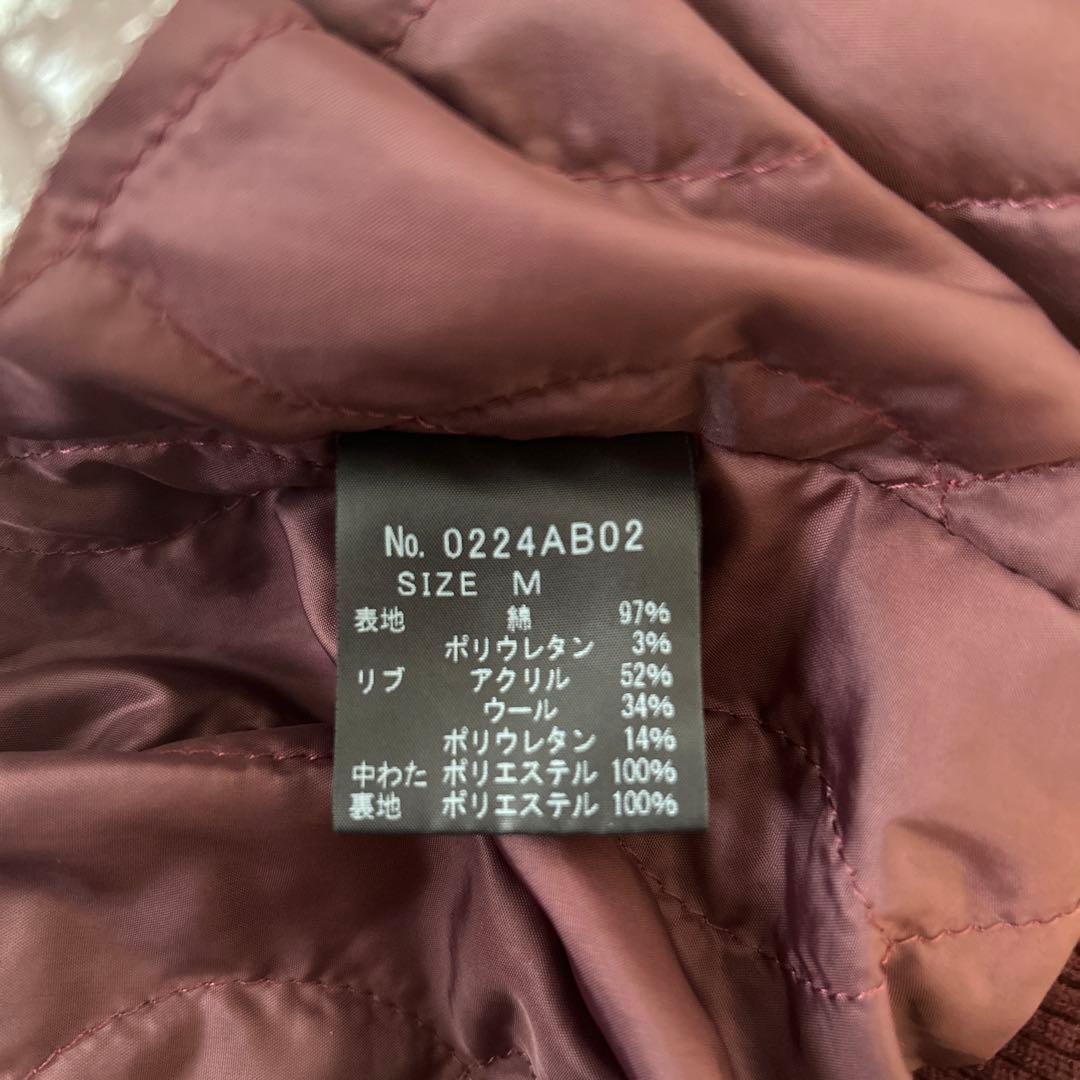 No. 0224AB02
SIZE M
表地 綿 97%
ポリウレタン 3%
リブ アクリル 52%
ウール 34%
ポリウレタン 14%
中わた ポリエステル 100%
裏地 ポリエステル 100%